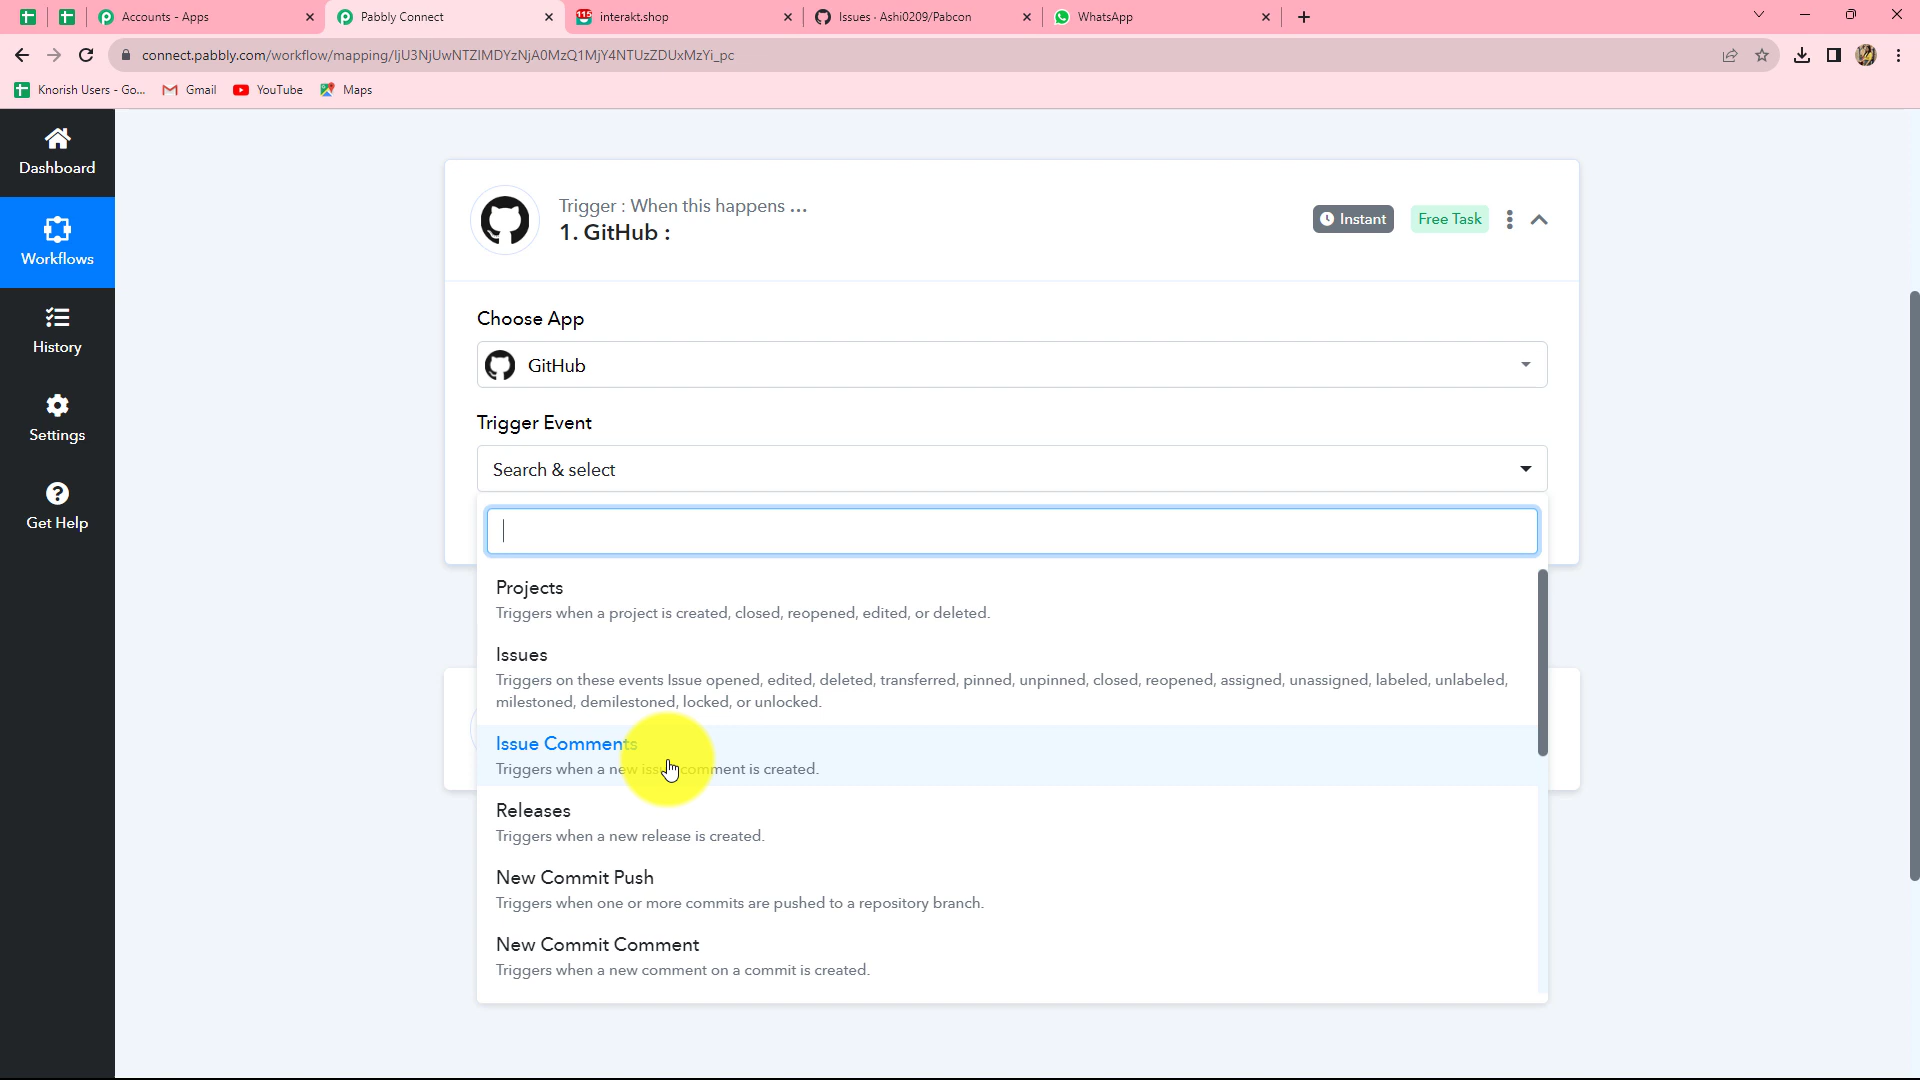 Accounts - Apps
Pabbly Connect
interakt.shop
Issues · Ashi0209/Pabcon
WhatsApp
connect.pabbly.com/workflow/mapping/IjU3NjUwNTZIMDYzNjA0MzQ1MjY4NTUzZDUxMzYi_pc
Knorish Users - Go...
Gmail
YouTube
Maps
Dashboard
Workflows
History
Settings
Get Help
Trigger : When this happens ...
1. GitHub :
Instant
Free Task
Choose App
GitHub
Trigger Event
Search & select
Projects
Triggers when a project is created, closed, reopened, edited, or deleted.
Issues
Triggers on these events Issue opened, edited, deleted, transferred, pinned, unpinned, closed, reopened, assigned, unassigned, labeled, unlabeled,
milestoned, demilestoned, locked, or unlocked.
Issue Comments
Triggers when a new issue comment is created.
Releases
Triggers when a new release is created.
New Commit Push
Triggers when one or more commits are pushed to a repository branch.
New Commit Comment
Triggers when a new comment on a commit is created.